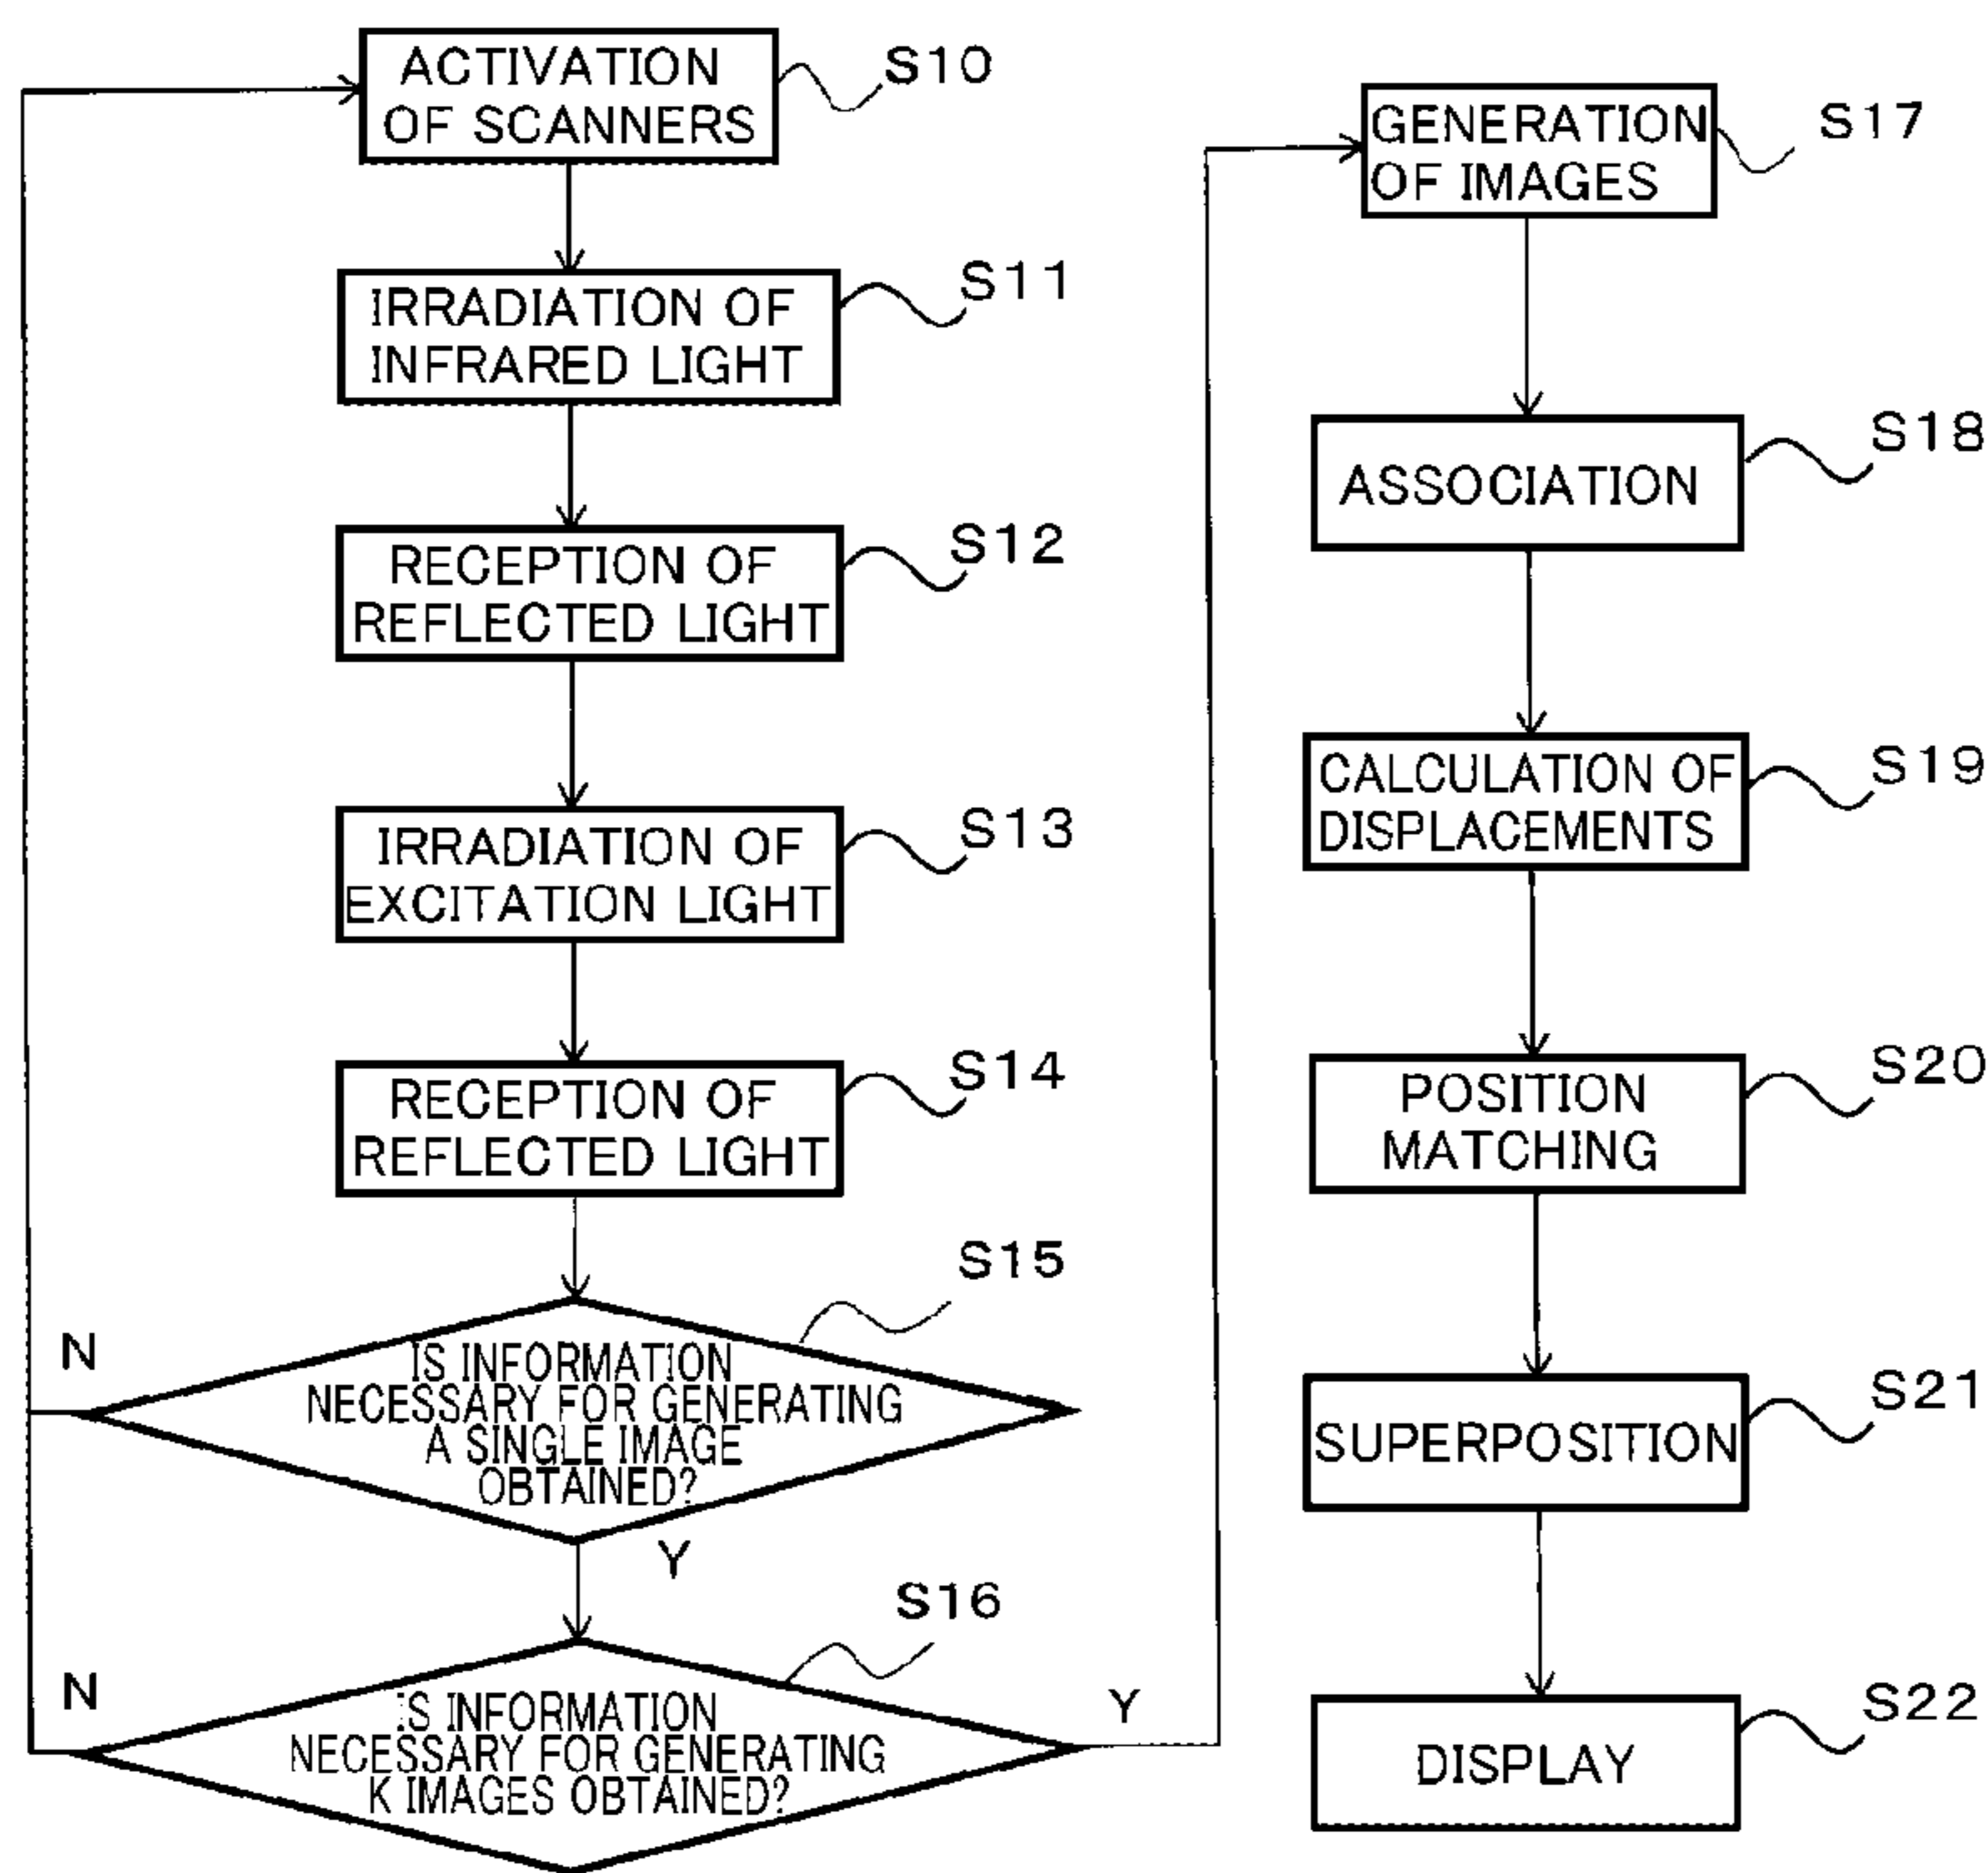 ACTIVATION
OF SCANNERS
S10
IRRADIATION OF
INFRARED LIGHT
S11
RECEPTION OF
REFLECTED LIGHT
S12
IRRADIATION OF
EXCITATION LIGHT
S13
RECEPTION OF
REFLECTED LIGHT
S14
S15
N
IS INFORMATION
NECESSARY FOR GENERATING
A SINGLE IMAGE
OBTAINED?
Y
S16
N
IS INFORMATION
NECESSARY FOR GENERATING
K IMAGES OBTAINED?
Y
GENERATION
OF IMAGES
S17
ASSOCIATION
S18
CALCULATION OF
DISPLACEMENTS
S19
POSITION
MATCHING
S20
SUPERPOSITION
S21
DISPLAY
S22